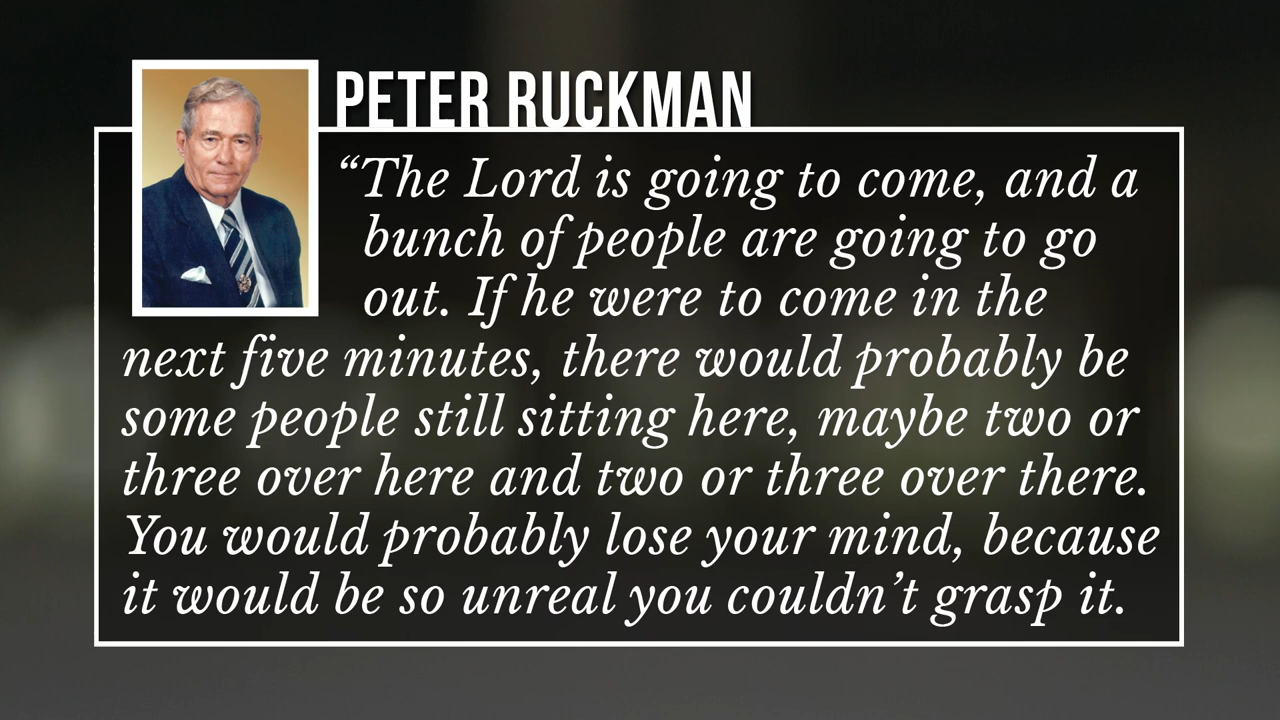 PETER RUCKMAN
“The Lord is going to come, and a
bunch of people are going to go
out. If he were to come in the
next five minutes, there would probably be
some people still sitting here, maybe two or
three over here and two or three over there.
You would probably lose your mind, because
it would be so unreal you couldn’t grasp it.